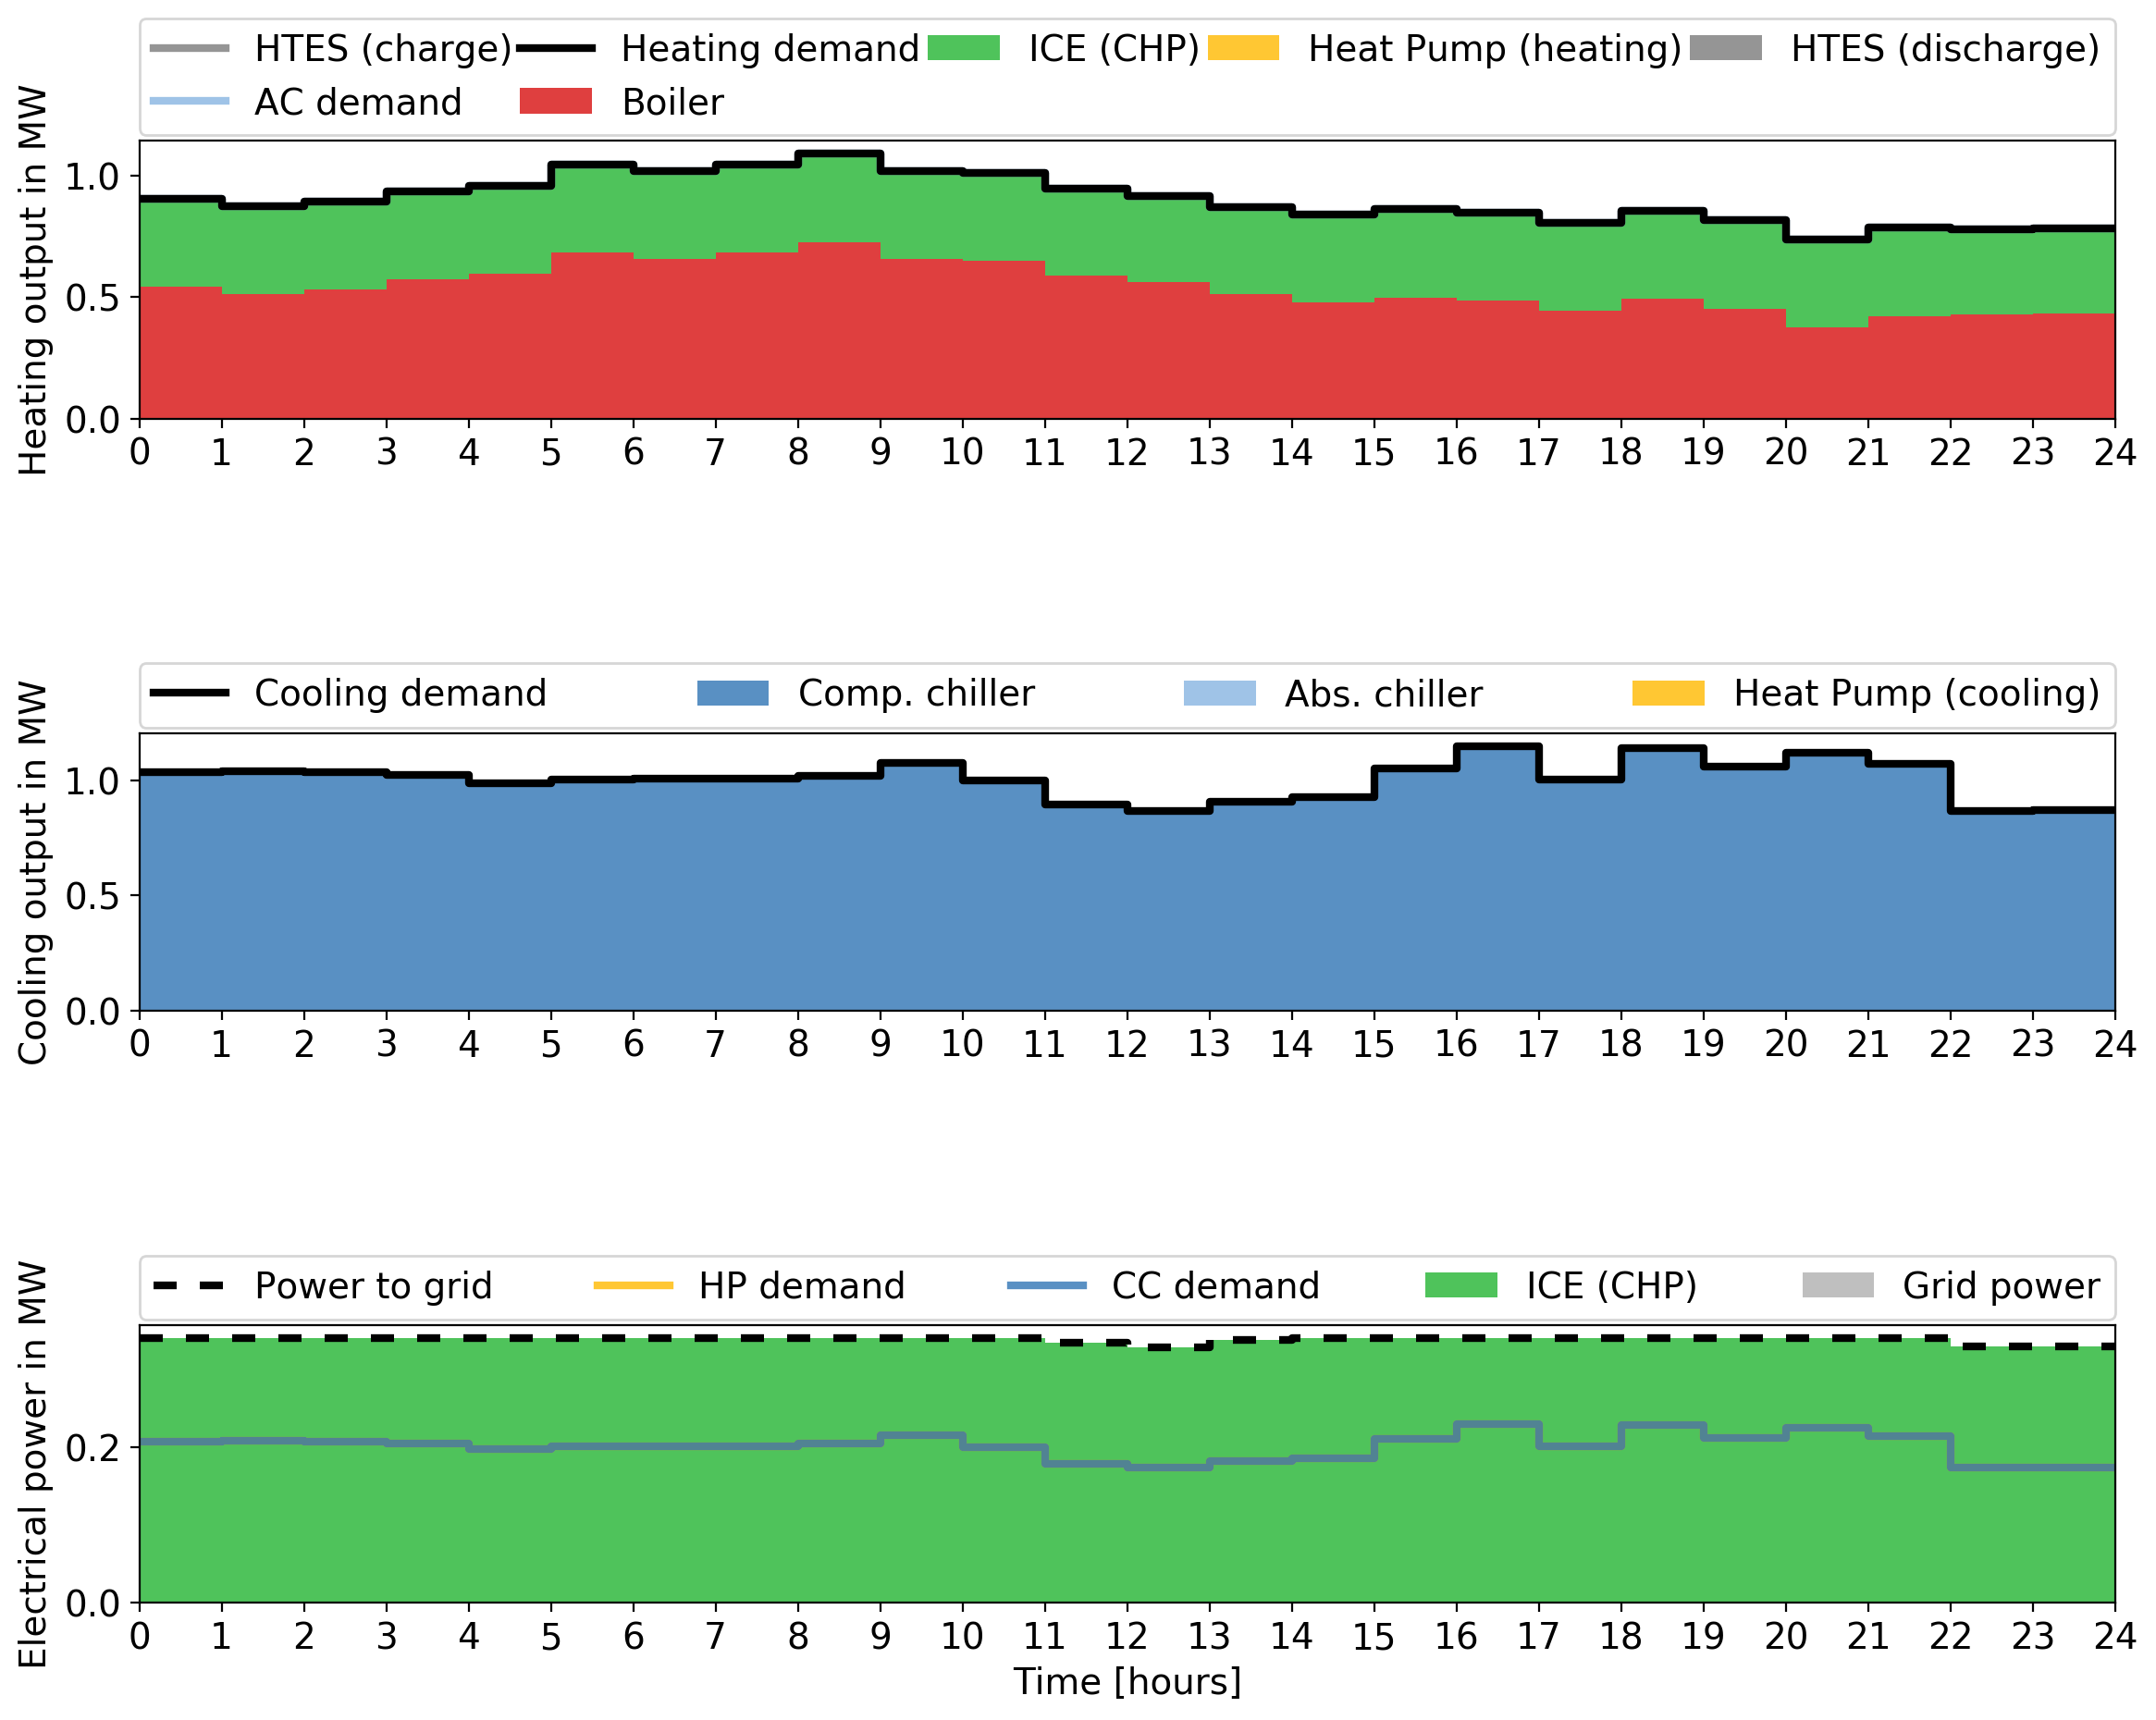 HTES (charge) Heating demand ICE (CHP) Heat Pump (heating) HTES (discharge)
AC demand Boiler
Heating output in MW
1.0
0.5
0.0
0 1 2 3 4 5 6 7 8 9 10 11 12 13 14 15 16 17 18 19 20 21 22 23 24
Cooling demand Comp. chiller Abs. chiller Heat Pump (cooling)
Cooling output in MW
1.0
0.5
0.0
0 1 2 3 4 5 6 7 8 9 10 11 12 13 14 15 16 17 18 19 20 21 22 23 24
Power to grid HP demand CC demand ICE (CHP) Grid power
Electrical power in MW
0.2
0.0
0 1 2 3 4 5 6 7 8 9 10 11 12 13 14 15 16 17 18 19 20 21 22 23 24
Time [hours]